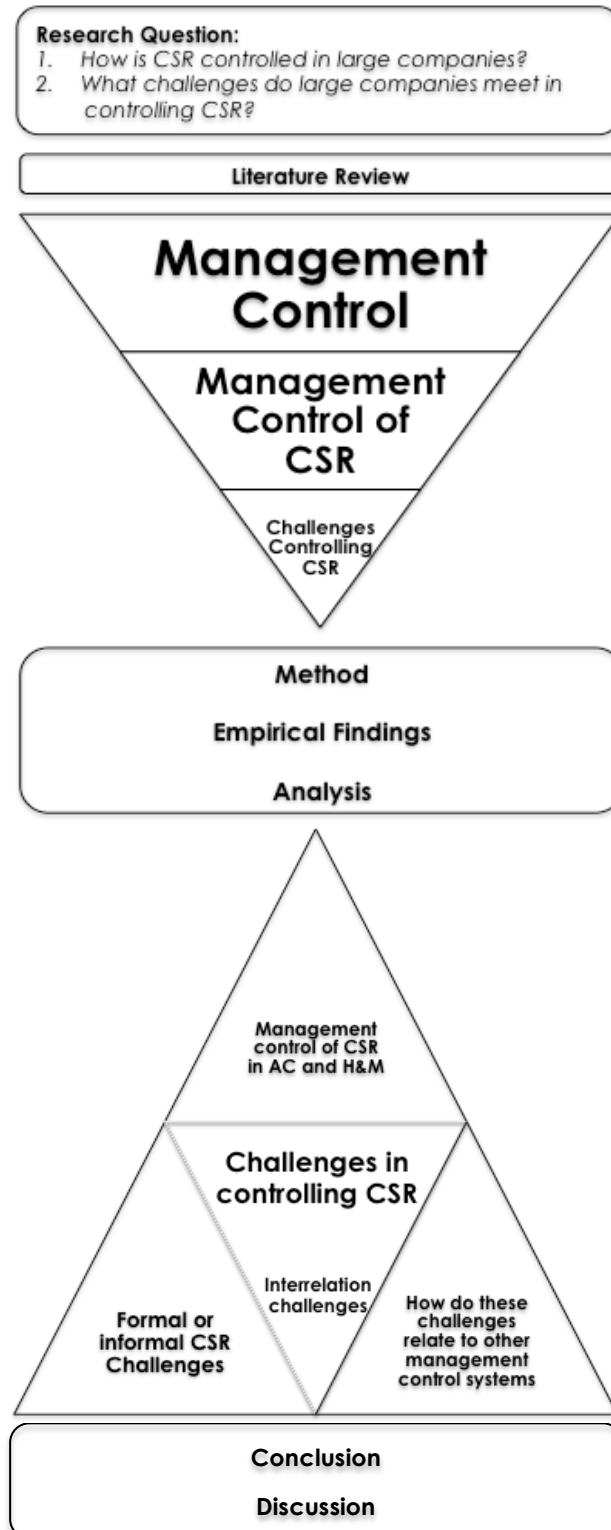 Research Question:
1. How is CSR controlled in large companies?
2. What challenges do large companies meet in
controlling CSR?
Literature Review
Management
Control
Management
Control of
CSR
Challenges
Controlling
CSR
Method
Empirical Findings
Analysis
Management
control of CSR
in AC and H&M
Challenges in
controlling CSR
Interrelation
challenges
Formal or
informal CSR
Challenges
How do these
challenges
relate to other
management
control systems
Conclusion
Discussion